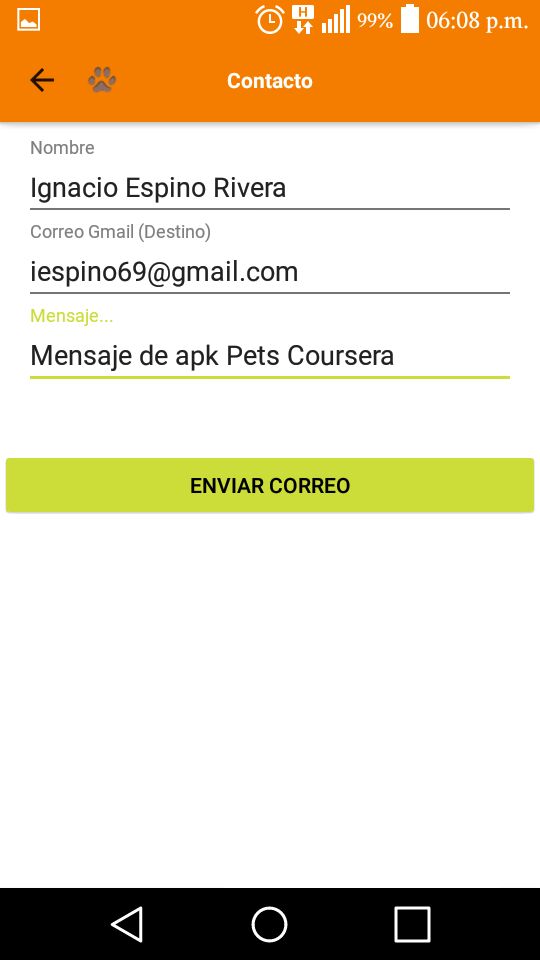 H
99%
06:08 p.m.
Contacto
Nombre
Ignacio Espino Rivera
Correo Gmail (Destino)
iespino69@gmail.com
Mensaje...
Mensaje de apk Pets Coursera
ENVIAR CORREO